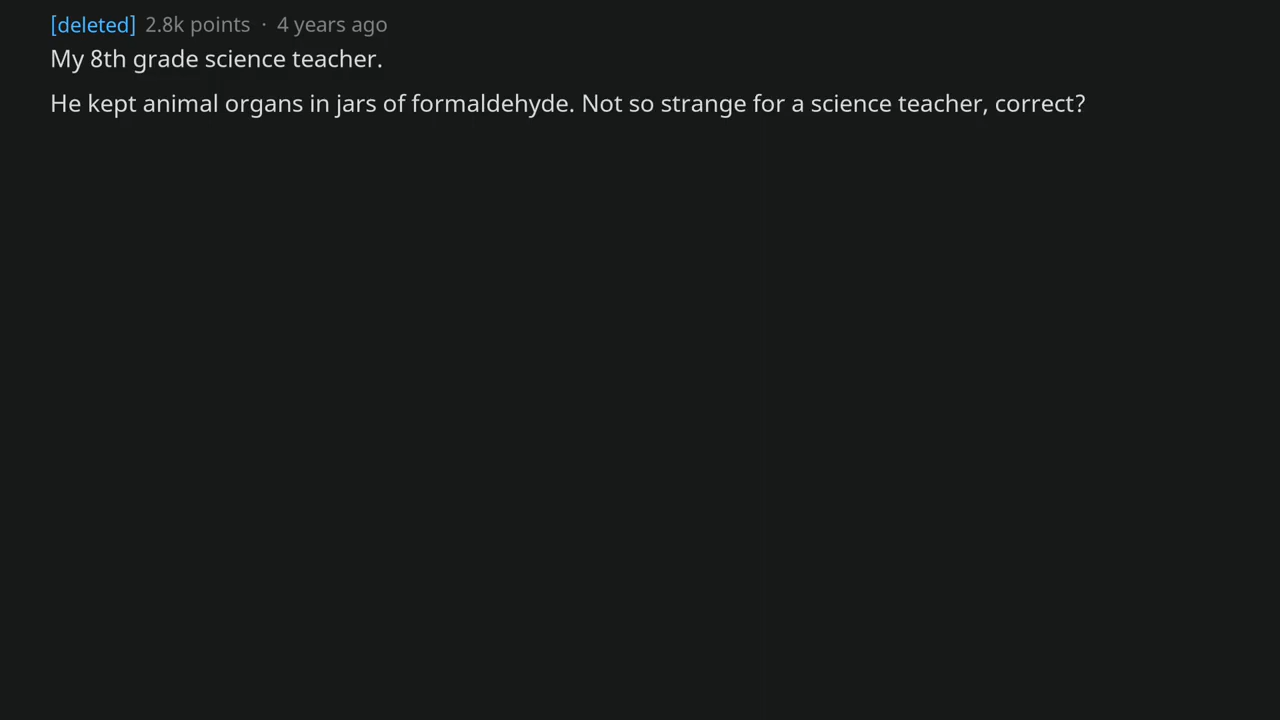 [deleted] 2.8k points · 4 years ago
My 8th grade science teacher.
He kept animal organs in jars of formaldehyde. Not so strange for a science teacher, correct?